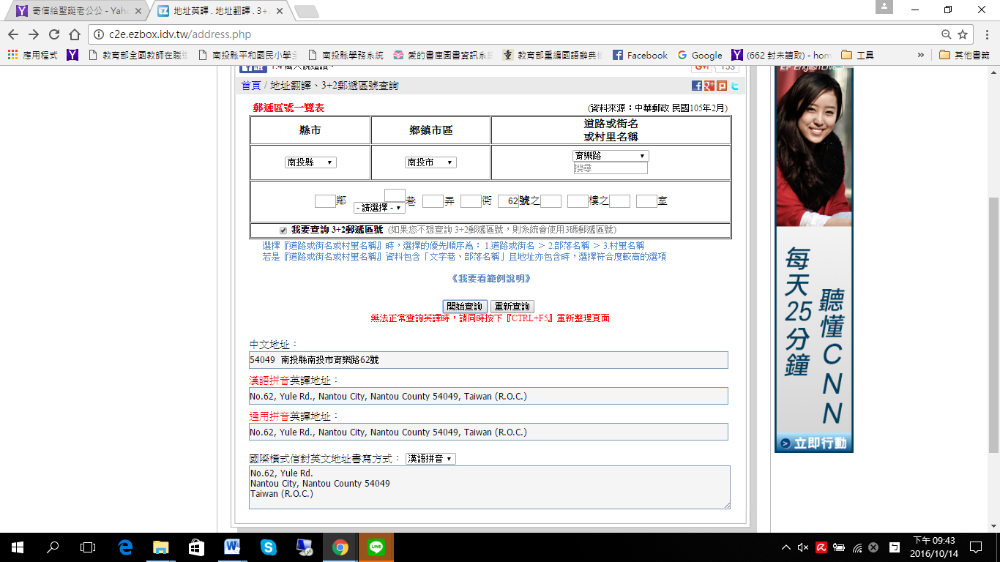 寄信給聖誕老公公 - Yah
地址英譯 . 地址翻譯 . 3+
c2e.ezbox.idv.tw/address.php
應用程式
教育部全國教師在職
南投縣平和國民小學
南投縣學務系統
愛的書庫圖書資訊系
教育部重編國語辭典
Facebook
Google
(662 封未讀取) - hom
工具
»
其他書籤
首頁 / 地址翻譯、3+2郵遞區號查詢
郵遞區號一覽表
(資料來源：中華郵政 民國105年2月)
縣市
鄉鎮市區
道路或街名
或村里名稱
南投縣
南投市
育樂路
搜尋
鄰 - 請選擇 - 巷 弄 衖 62號之 樓之 室
我要查詢 3+2郵遞區號 (如果您不想查詢 3+2郵遞區號，則系統會使用3碼郵遞區號)
選擇『道路或街名或村里名稱』時，選擇的優先順序為： 1.道路或街名 ＞ 2.部落名稱 ＞ 3.村里名稱
若是『道路或街名或村里名稱』資料包含「文字巷、部落名稱」且地址亦包含時，選擇符合度較高的選項
《我要看範例說明》
開始查詢 重新查詢
無法正常查詢英譯時，請同時按下『CTRL+F5』重新整理頁面
中文地址：
54049 南投縣南投市育樂路62號
漢語拼音英譯地址：
No.62, Yule Rd., Nantou City, Nantou County 54049, Taiwan (R.O.C.)
通用拼音英譯地址：
No.62, Yule Rd., Nantou City, Nantou County 54049, Taiwan (R.O.C.)
國際橫式信封英文地址書寫方式： 漢語拼音
No.62, Yule Rd.
Nantou City, Nantou County 54049
Taiwan (R.O.C.)
每天25分鐘
聽懂CNN
立即行動
下午 09:43
2016/10/14